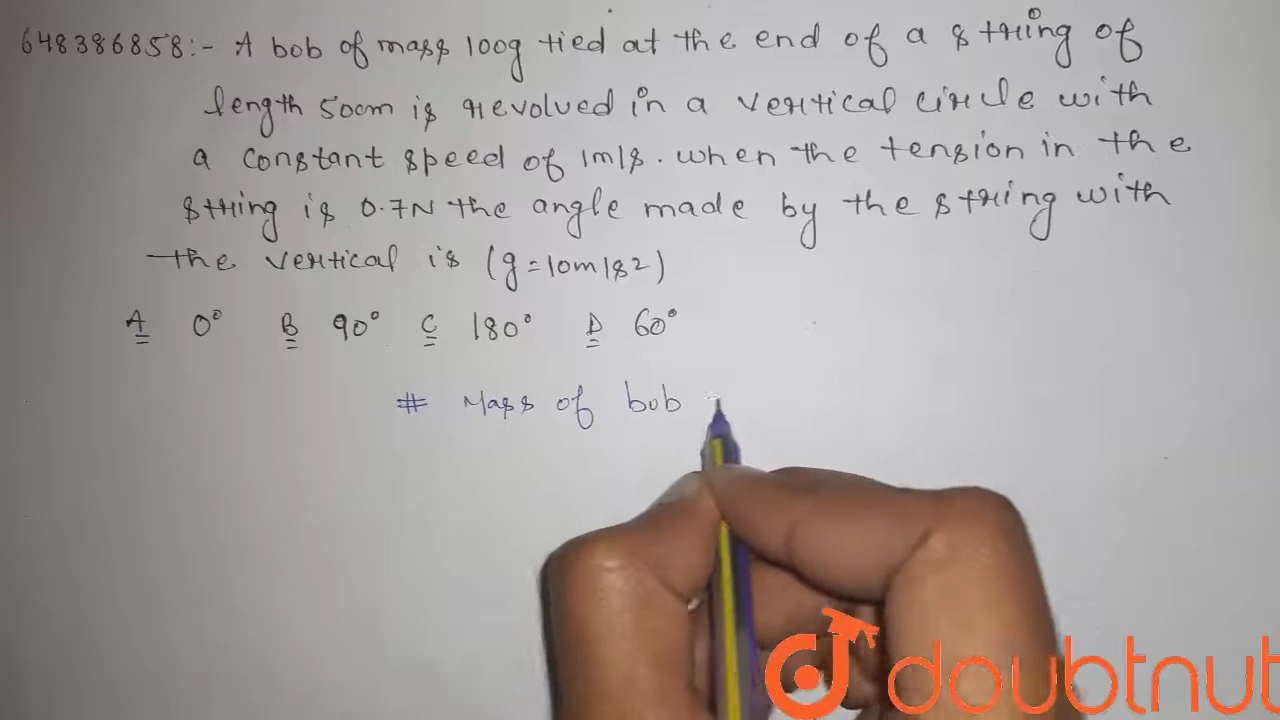 648386858:- A bob of mass 100g tied at the end of a string of
length 50cm is revolved in a vertical circle with
a constant speed of 1m/s. when the tension in the
string is 0.7N the angle made by the string with
the vertical is (g=10m/s2)
A 0° B 90° C 180° D 60°
# Mass of bob
doubtnut